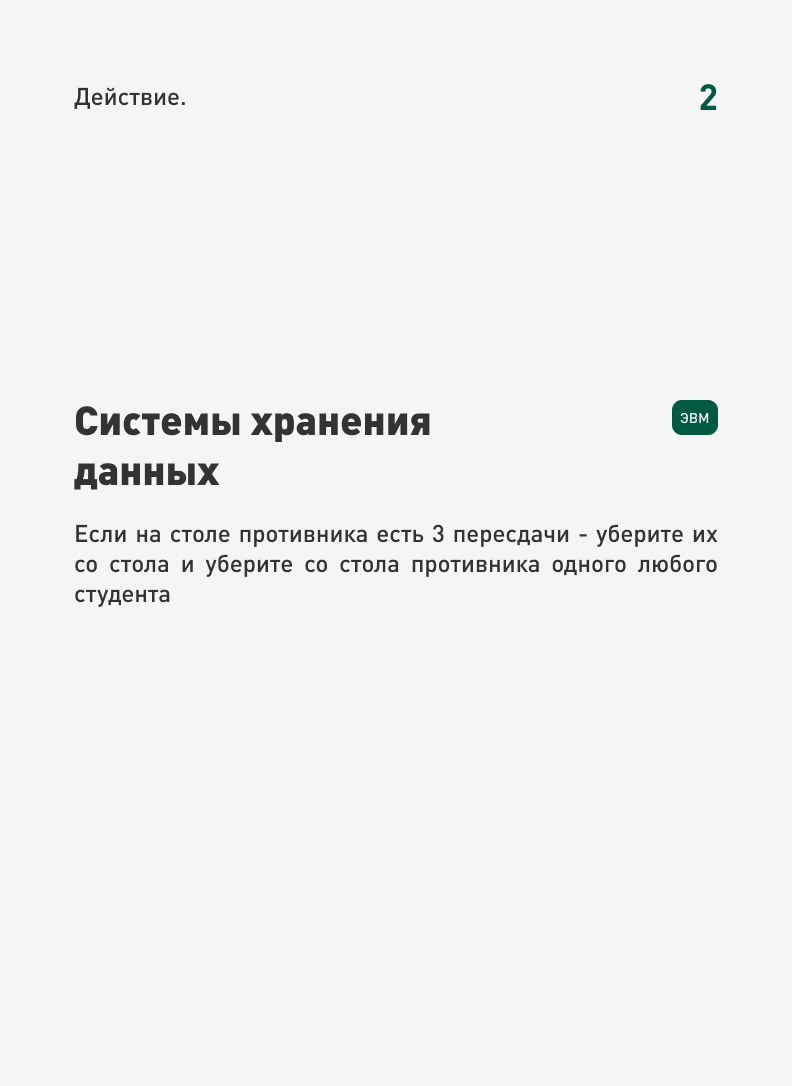 Действие.
2
Системы хранения
данных
ЭВМ
Если на столе противника есть 3 пересдачи - уберите их
со стола и уберите со стола противника одного любого
студента